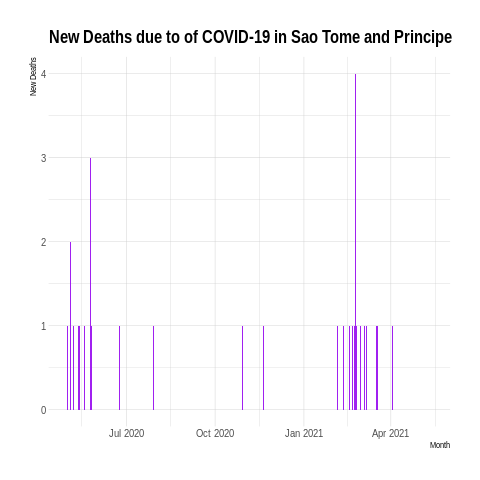 New Deaths due to of COVID-19 in Sao Tome and Principe
New Deaths
4
3
2
1
0
Jul 2020
Oct 2020
Jan 2021
Apr 2021
Month